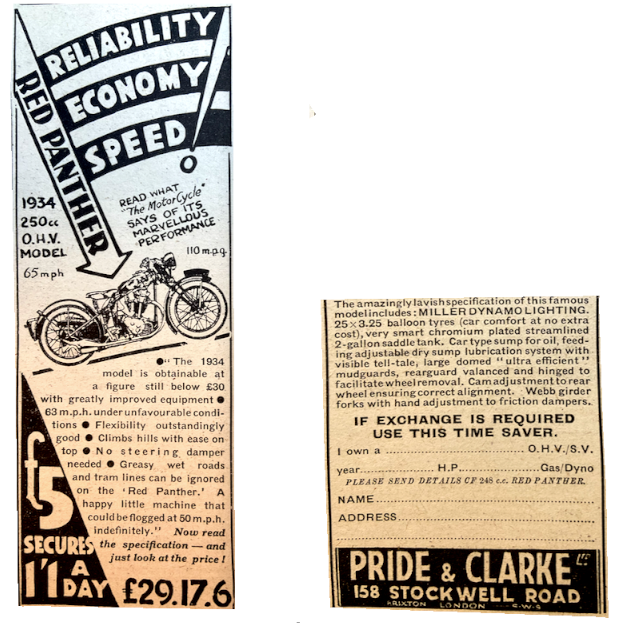 RELIABILITY
ECONOMY
SPEED!
RED PANTHER
1934
250cc
O.H.V.
MODEL
65 mph
READ WHAT
"The Motor Cycle"
SAYS OF ITS
MARVELLOUS
PERFORMANCE
110 m.p.g.
● "The 1934
model is obtainable at
a figure still below £30
with greatly improved equipment ●
63 m.p.h. under unfavourable condi-
tions ● Flexibility outstandingly
good ● Climbs hills with ease on
top ● No steering damper
needed ● Greasy wet roads
and tram lines can be ignored
on the 'Red Panther.' A
happy little machine that
could be flogged at 50 m.p.h.
indefinitely." Now read
the specification — and
just look at the price!
£5
SECURES
1'1 A
DAY
£29.17.6
The amazingly lavish specification of this famous
model includes: MILLER DYNAMO LIGHTING.
25 × 3.25 balloon tyres (car comfort at no extra
cost), very smart chromium plated streamlined
2-gallon saddle tank. Car type sump for oil, feed-
ing adjustable dry sump lubrication system with
visible tell-tale, large domed "ultra efficient"
mudguards, rearguard valanced and hinged to
facilitate wheel removal. Cam adjustment to rear
wheel ensuring correct alignment. Webb girder
forks with hand adjustment to friction dampers.
IF EXCHANGE IS REQUIRED
USE THIS TIME SAVER.
I own a ........................ O.H.V./S.V.
year .................. H.P. .................. Gas/Dyno
PLEASE SEND DETAILS OF 248 c.c. RED PANTHER.
NAME ........................
ADDRESS ........................
PRIDE & CLARKE LTD
158 STOCKWELL ROAD
BRIXTON LONDON S.W.9